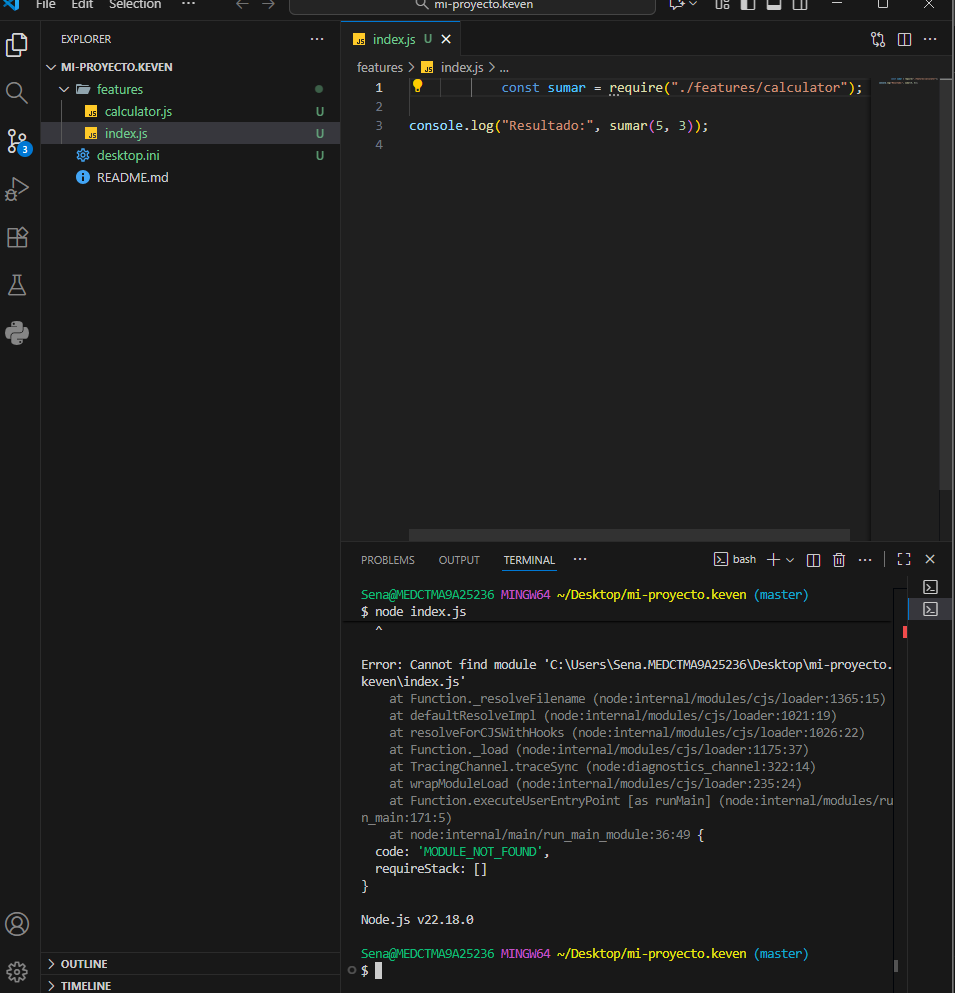 File Edit Selection ··· mi-proyecto.keven
EXPLORER ···
MI-PROYECTO.KEVEN
features
calculator.js U
index.js U
desktop.ini U
README.md
3
OUTLINE
TIMELINE
index.js U
features > index.js > ...
1 const sumar = require("./features/calculator");
2
3 console.log("Resultado:", sumar(5, 3));
4
PROBLEMS OUTPUT TERMINAL ··· bash
Sena@MEDCTMA9A25236 MINGW64 ~/Desktop/mi-proyecto.keven (master)
$ node index.js
^
Error: Cannot find module 'C:\Users\Sena.MEDCTMA9A25236\Desktop\mi-proyecto.
keven\index.js'
at Function._resolveFilename (node:internal/modules/cjs/loader:1365:15)
at defaultResolveImpl (node:internal/modules/cjs/loader:1021:19)
at resolveForCJSWithHooks (node:internal/modules/cjs/loader:1026:22)
at Function._load (node:internal/modules/cjs/loader:1175:37)
at TracingChannel.traceSync (node:diagnostics_channel:322:14)
at wrapModuleLoad (node:internal/modules/cjs/loader:235:24)
at Function.executeUserEntryPoint [as runMain] (node:internal/modules/ru
n_main:171:5)
at node:internal/main/run_main_module:36:49 {
code: 'MODULE_NOT_FOUND',
requireStack: []
}
Node.js v22.18.0
Sena@MEDCTMA9A25236 MINGW64 ~/Desktop/mi-proyecto.keven (master)
$